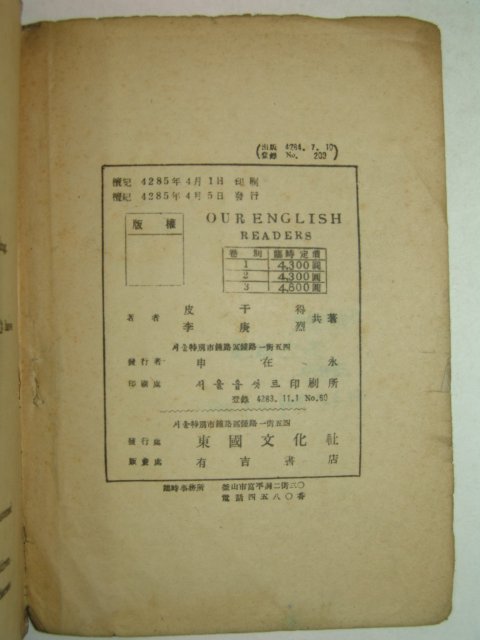 (出版 4284. 7. 10
登錄 No. 209)
檀紀 4285年 4月 1日 印刷
檀紀 4285年 4月 5日 發行
版權
OUR ENGLISH
READERS
卷別 臨時定價
1 4,300圓
2 4,300圓
3 4,800圓
著者 皮千得 李庚烈 共著
서울特別市鍾路區鍾路一街五四
發行者 申在永
印刷處 서울옵셋트印刷所
登錄 4283. 11. 1 No. 69
서울特別市鍾路區鍾路一街五四
發行處 東國文化社
販賣處 有吉書店
臨時事務所 釜山市富平洞二街三〇
電話四五八〇番